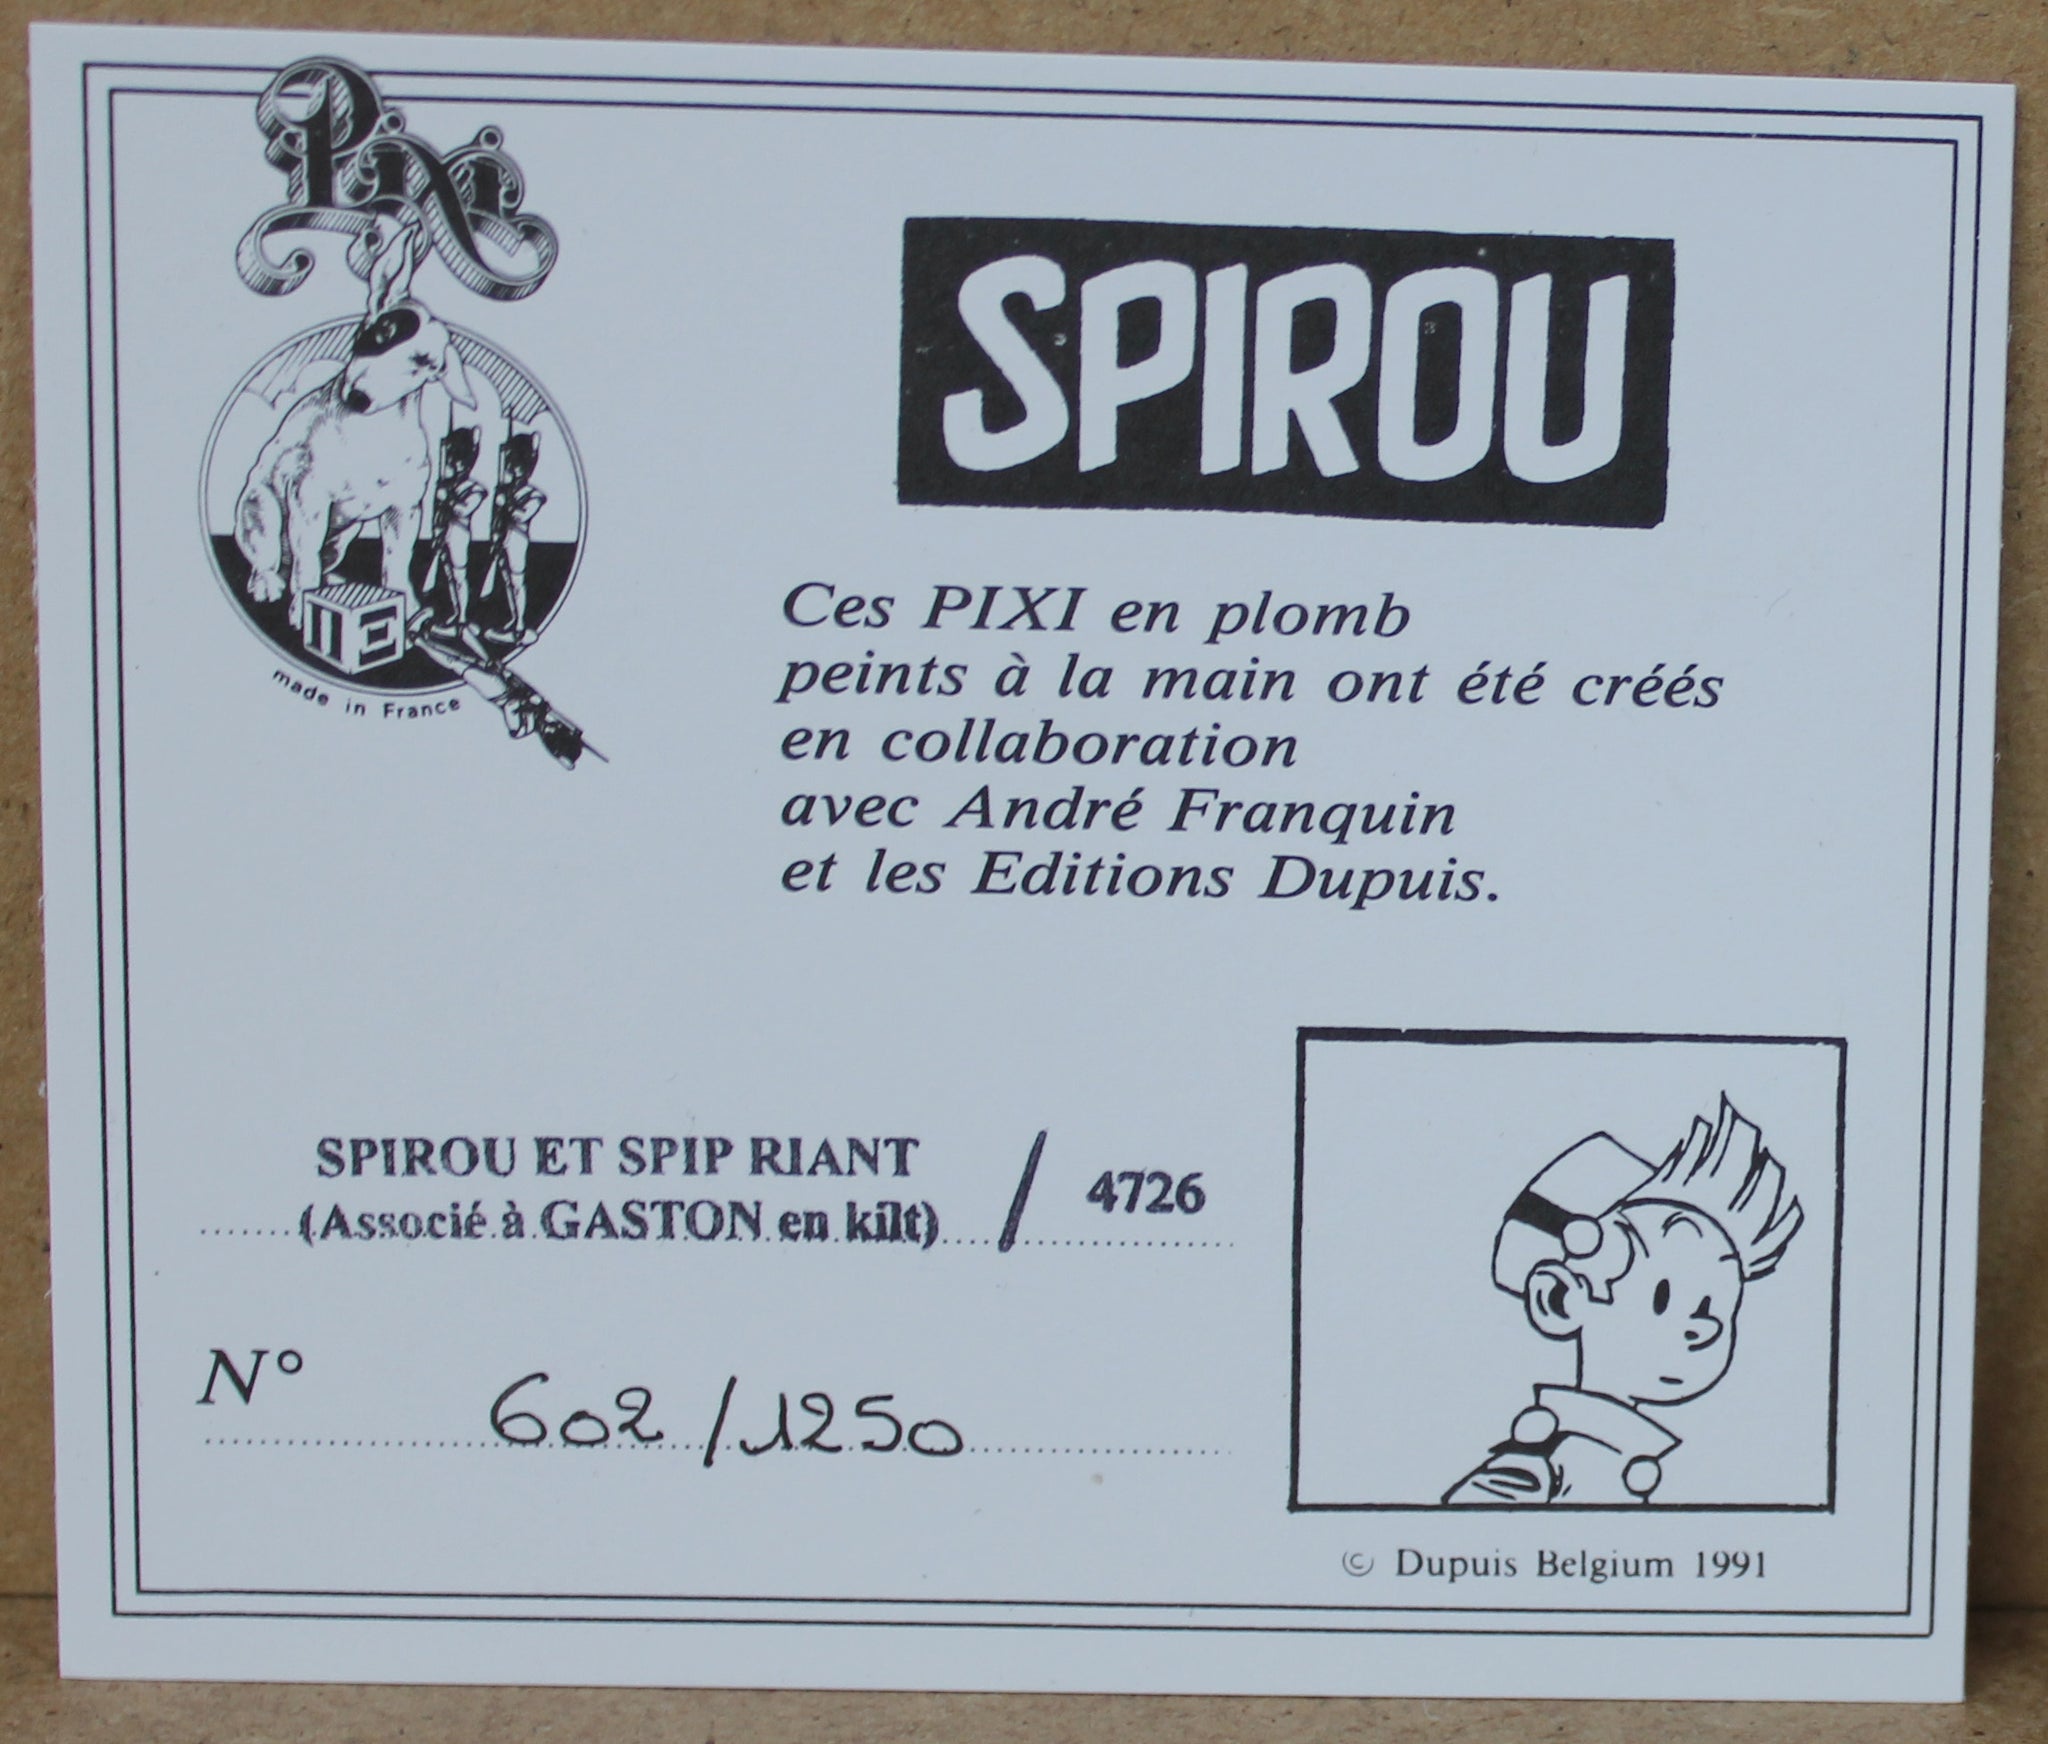 Pixi
made in France
SPIROU
Ces PIXI en plomb
peints à la main ont été créés
en collaboration
avec André Franquin
et les Editions Dupuis.
SPIROU ET SPIP RIANT
(Associé à GASTON en kilt) / 4726
N° 602/1250
© Dupuis Belgium 1991